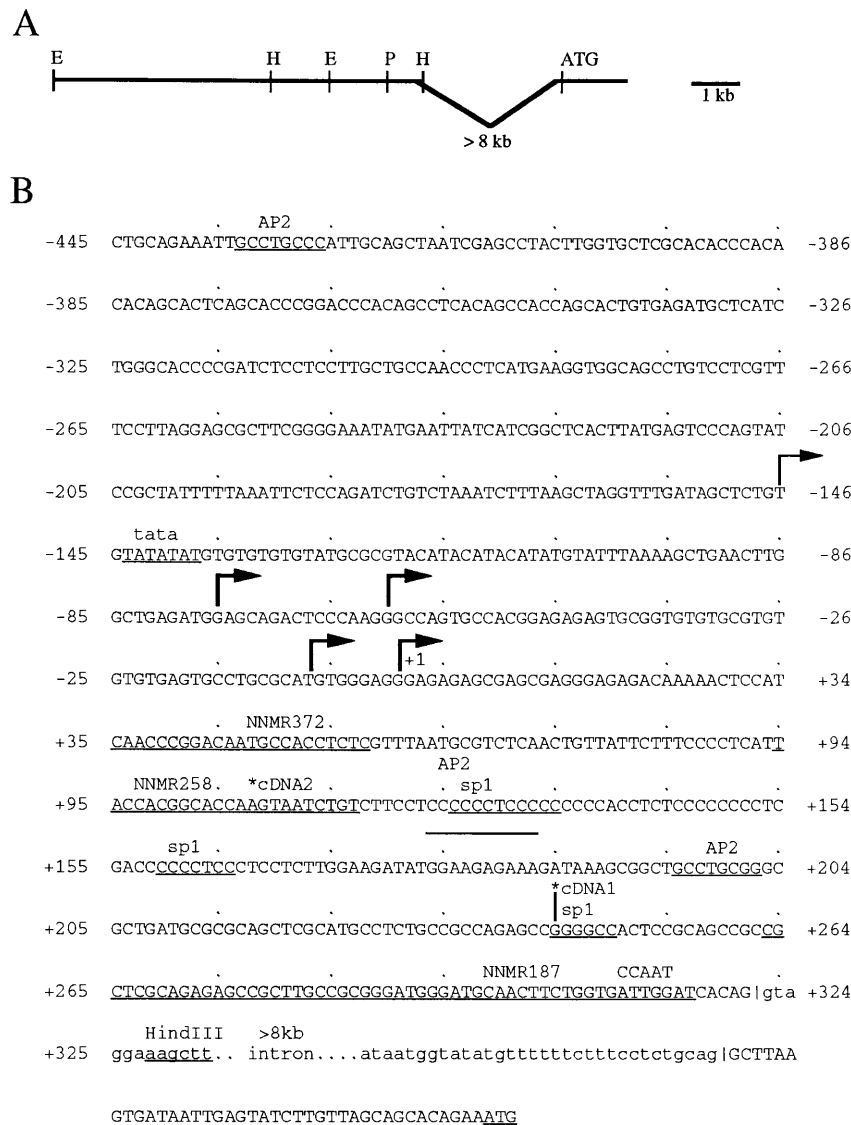 A
E H E P H ATG
1 kb
> 8 kb
B
AP2
-445 CTGCAGAAATTGCCTGCCCATTGCAGCTAATCGAGCCTACTTGGTGCTCGCACACCCACA -386
-385 CACAGCACTCAGCACCCGGACCCACAGCCTCACAGCCACCAGCACTGTGAGATGCTCATC -326
-325 TGGGCACCCCGATCTCCTCCTTGCTGCCAACCCTCATGAAGGTGGCAGCCTGTCCTCGTT -266
-265 TCCTTAGGAGCGCTTCGGGGAAATATGAATTATCATCGGCTCACTTATGAGTCCCAGTAT -206
-205 CCGCTATTTTTAAATTCTCCAGATCTGTCTAAATCTTTAAGCTAGGTTTGATAGCTCTGT -146
tata
-145 GTATATATGTGTGTGTGTATGCGCGTACATACATACATATGTATTTAAAAGCTGAACTTG -86
-85 GCTGAGATGGAGCAGACTCCCAAGGGCCAGTGCCACGGAGAGAGTGCGGTGTGTGCGTGT -26
+1
-25 GTGTGAGTGCCTGCGCATGTGGGAGGGAGAGAGCGAGCGAGGGAGAGACAAAAACTCCAT +34
NNMR372
+35 CAACCCGGACAATGCCACCTCTCGTTTAATGCGTCTCAACTGTTATTCTTTCCCCTCATT +94
AP2
NNMR258 *cDNA2 sp1
+95 ACCACGGCACCAAGTAATCTGTCTTCCTCCCCCCCTCCCCCCCCCACCTCTCCCCCCCCTC +154
sp1 AP2
+155 GACCCCCCTCCCTCCTCTTGGAAGATATGGAAGAGAAAGATAAAGCGGCTGCCTGCGGGC +204
*cDNA1
sp1
+205 GCTGATGCGCGCAGCTCGCATGCCTCTGCCGCCAGAGCCGGGGCCACTCCGCAGCCGCCG +264
NNMR187 CCAAT
+265 CTCGCAGAGAGCCGCTTGCCGCGGGATGGGATGCAACTTCTGGTGATTGGATCACAG|gta +324
HindIII >8kb
+325 ggaaagctt.. intron....ataatggtatatgttttttctttcctctgcag|GCTTAA
GTGATAATTGAGTATCTTGTTAGCAGCACAGAAATG